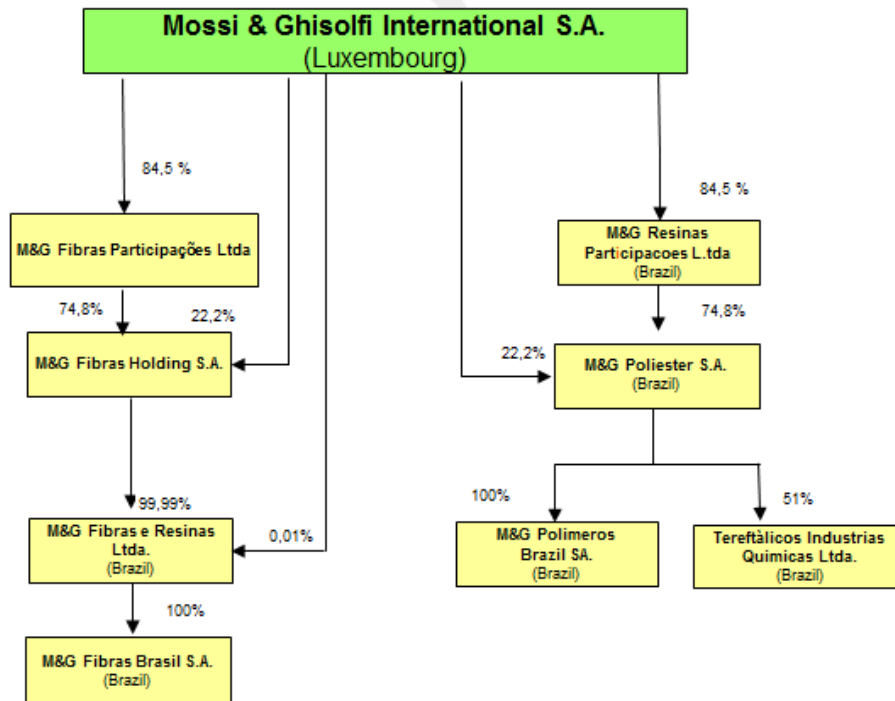 Mossi & Ghisolfi International S.A.
(Luxembourg)
84,5 %
84,5 %
M&G Fibras Participações Ltda
M&G Resinas
Participacoes L.tda
(Brazil)
74,8%
22,2%
74,8%
M&G Fibras Holding S.A.
22,2%
M&G Poliester S.A.
(Brazil)
99,99%
100%
51%
M&G Fibras e Resinas
Ltda.
(Brazil)
0,01%
M&G Polimeros
Brazil SA.
(Brazil)
Tereftàlicos Industrias
Quimicas Ltda.
(Brazil)
100%
M&G Fibras Brasil S.A.
(Brazil)